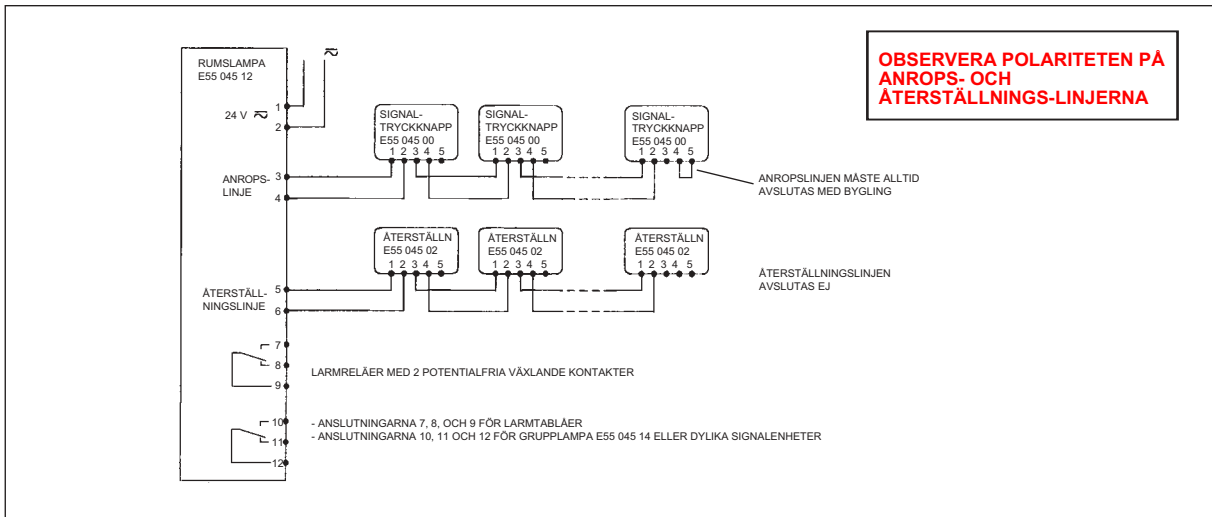 RUMSLAMPA
E55 045 12
24 V
1
2
3
4
5
6
7
8
9
10
11
12
ANROPS-
LINJE
ÅTERSTÄLL-
NINGSLINJE
SIGNAL-
TRYCKKNAPP
E55 045 00
1 2 3 4 5
SIGNAL-
TRYCKKNAPP
E55 045 00
1 2 3 4 5
SIGNAL-
TRYCKKNAPP
E55 045 00
1 2 3 4 5
ANROPSLINJEN MÅSTE ALLTID
AVSLUTAS MED BYGLING
ÅTERSTÄLLN
E55 045 02
1 2 3 4 5
ÅTERSTÄLLN
E55 045 02
1 2 3 4 5
ÅTERSTÄLLN
E55 045 02
1 2 3 4 5
ÅTERSTÄLLNINGSLINJEN
AVSLUTAS EJ
LARMRELÄER MED 2 POTENTIALFRIA VÄXLANDE KONTAKTER
- ANSLUTNINGARNA 7, 8, OCH 9 FÖR LARMTABLÅER
- ANSLUTNINGARNA 10, 11 OCH 12 FÖR GRUPPLAMPA E55 045 14 ELLER DYLIKA SIGNALENHETER
OBSERVERA POLARITETEN PÅ
ANROPS- OCH
ÅTERSTÄLLNINGS-LINJERNA